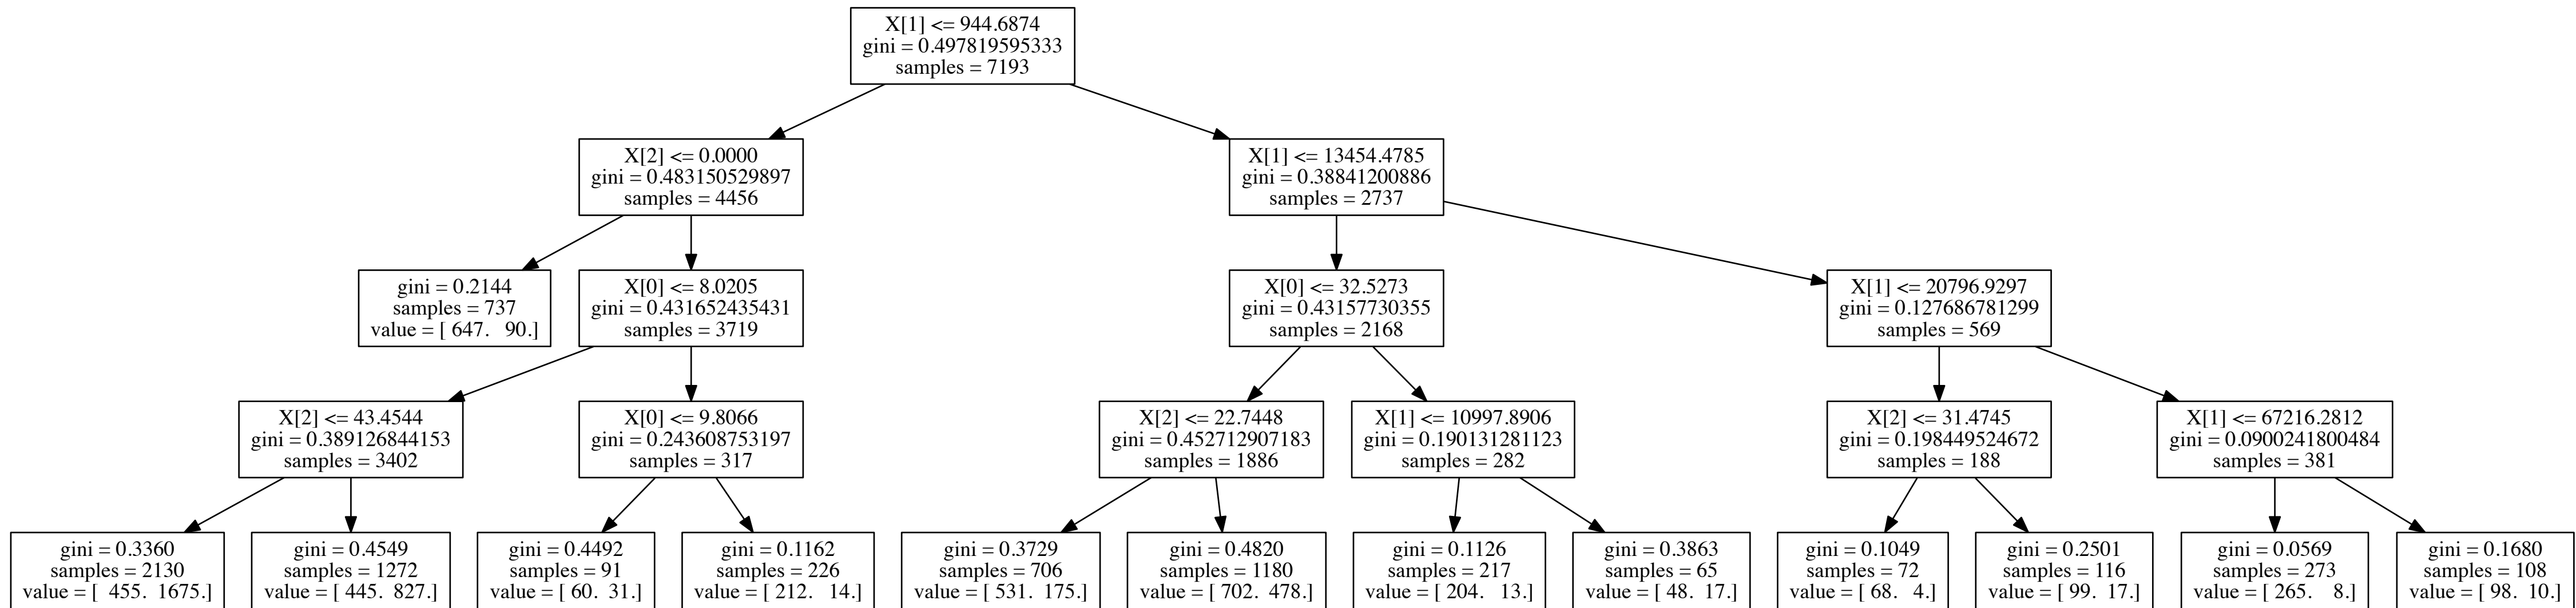 X[1] <= 944.6874
gini = 0.497819595333
samples = 7193
X[2] <= 0.0000
gini = 0.483150529897
samples = 4456
X[1] <= 13454.4785
gini = 0.38841200886
samples = 2737
gini = 0.2144
samples = 737
value = [ 647.   90.]
X[0] <= 8.0205
gini = 0.431652435431
samples = 3719
X[0] <= 32.5273
gini = 0.43157730355
samples = 2168
X[1] <= 20796.9297
gini = 0.127686781299
samples = 569
X[2] <= 43.4544
gini = 0.389126844153
samples = 3402
X[0] <= 9.8066
gini = 0.243608753197
samples = 317
X[2] <= 22.7448
gini = 0.452712907183
samples = 1886
X[1] <= 10997.8906
gini = 0.190131281123
samples = 282
X[2] <= 31.4745
gini = 0.198449524672
samples = 188
X[1] <= 67216.2812
gini = 0.0900241800484
samples = 381
gini = 0.3360
samples = 2130
value = [  455.  1675.]
gini = 0.4549
samples = 1272
value = [ 445.  827.]
gini = 0.4492
samples = 91
value = [ 60.  31.]
gini = 0.1162
samples = 226
value = [ 212.   14.]
gini = 0.3729
samples = 706
value = [ 531.  175.]
gini = 0.4820
samples = 1180
value = [ 702.  478.]
gini = 0.1126
samples = 217
value = [ 204.   13.]
gini = 0.3863
samples = 65
value = [ 48.  17.]
gini = 0.1049
samples = 72
value = [ 68.   4.]
gini = 0.2501
samples = 116
value = [ 99.  17.]
gini = 0.0569
samples = 273
value = [ 265.    8.]
gini = 0.1680
samples = 108
value = [ 98.  10.]